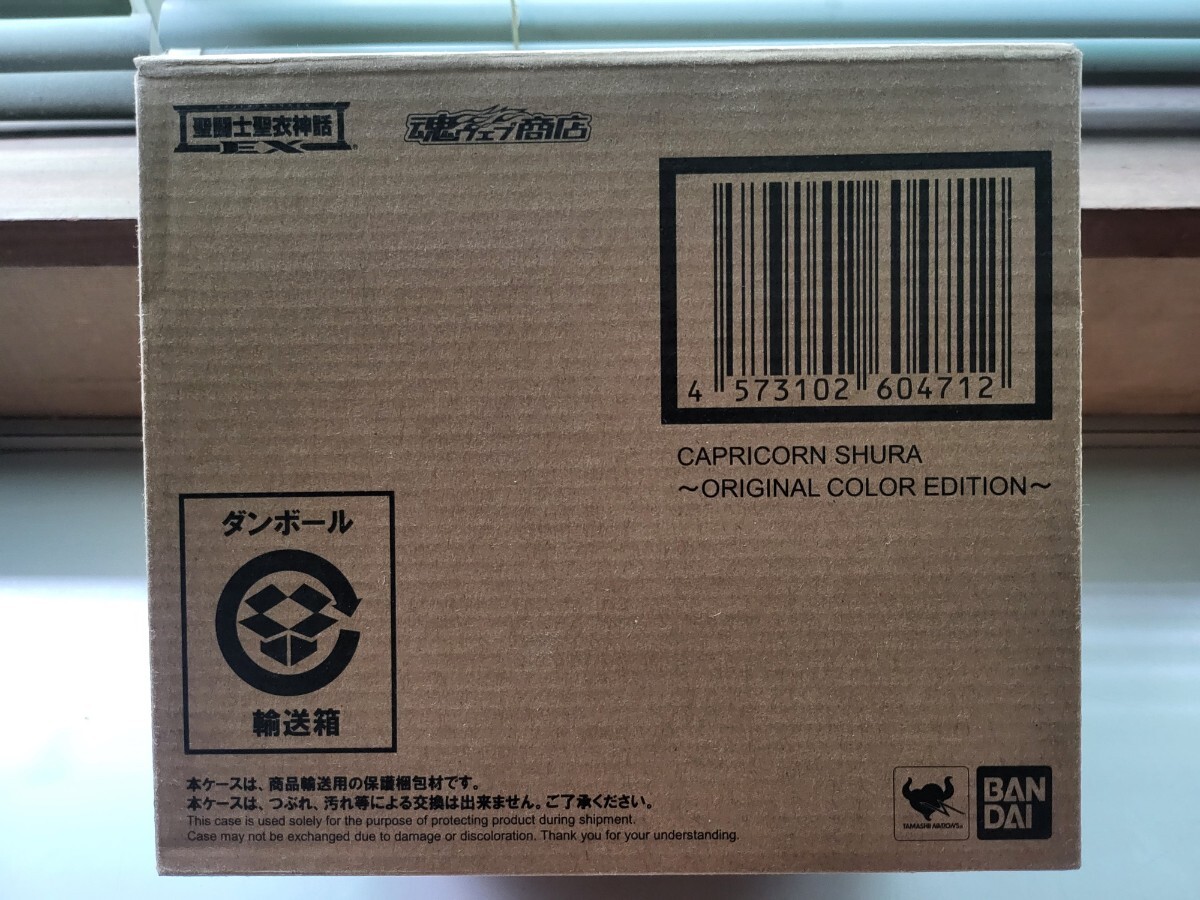 聖闘士聖衣神話
EX
魂ウェブ商店
4 573102 604712
CAPRICORN SHURA
～ORIGINAL COLOR EDITION～
ダンボール
輸送箱
本ケースは、商品輸送用の保護梱包材です。
本ケースは、つぶれ、汚れ等による交換は出来ません。ご了承ください。
This case is used solely for the purpose of protecting product during shipment.
Case may not be exchanged due to damage or discoloration. Thank you for your understanding.
TAMASHII NATIONS
BAN
DAI